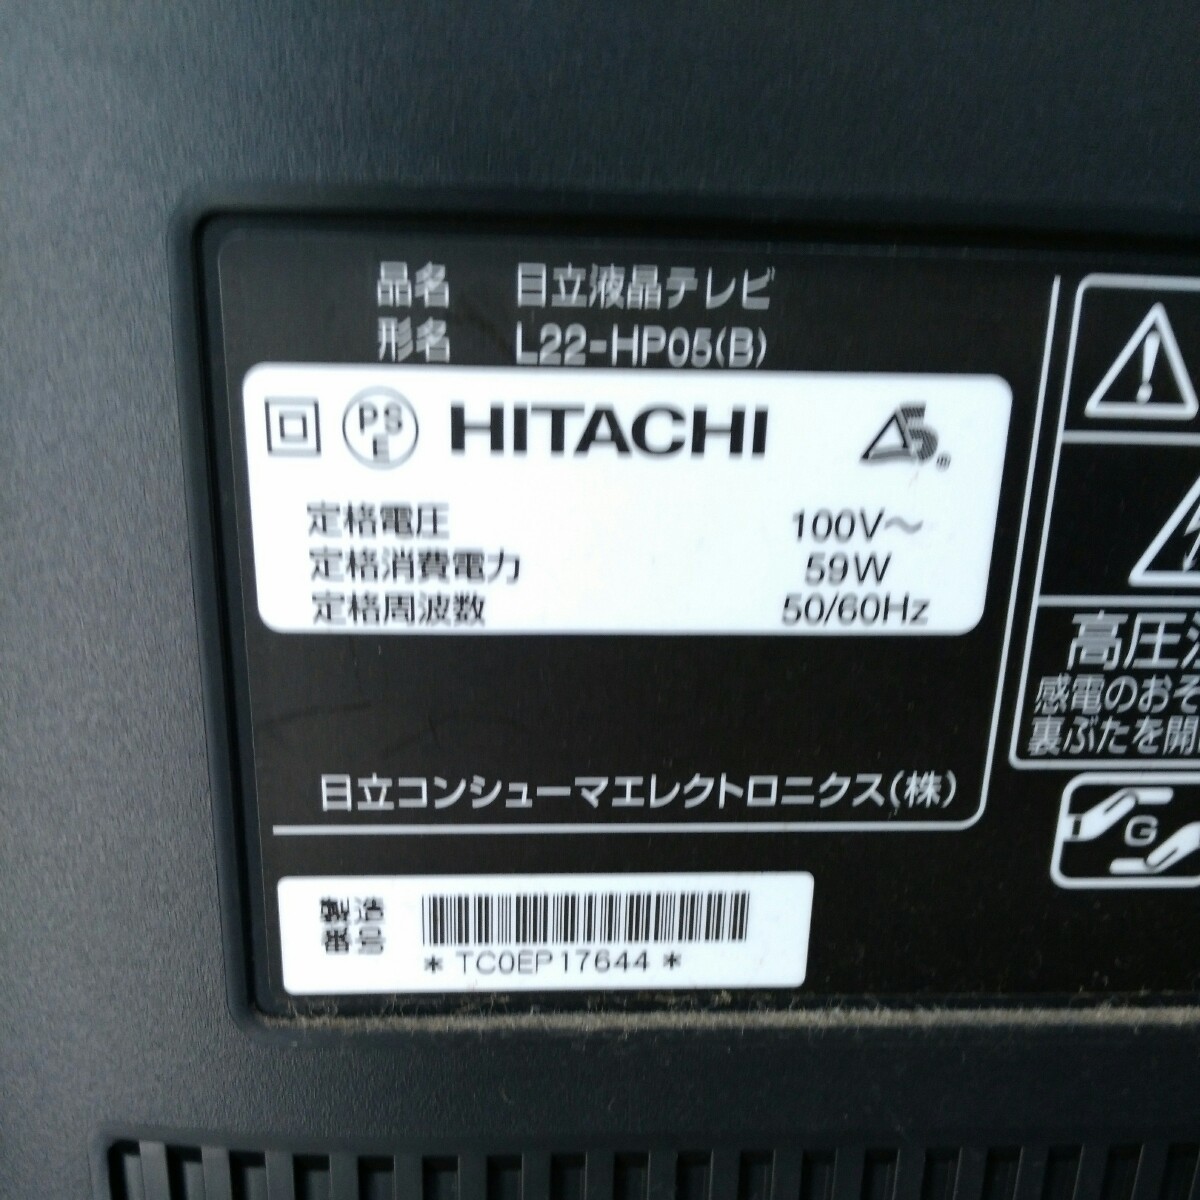 品名 日立液晶テレビ
形名 L22-HP05(B)
PSE HITACHI
定格電圧 100V～
定格消費電力 59W
定格周波数 50/60Hz
日立コンシューマエレクトロニクス(株)
製造番号
*TC0EP17644*
高圧
感電のおそ
裏ぶたを開
G